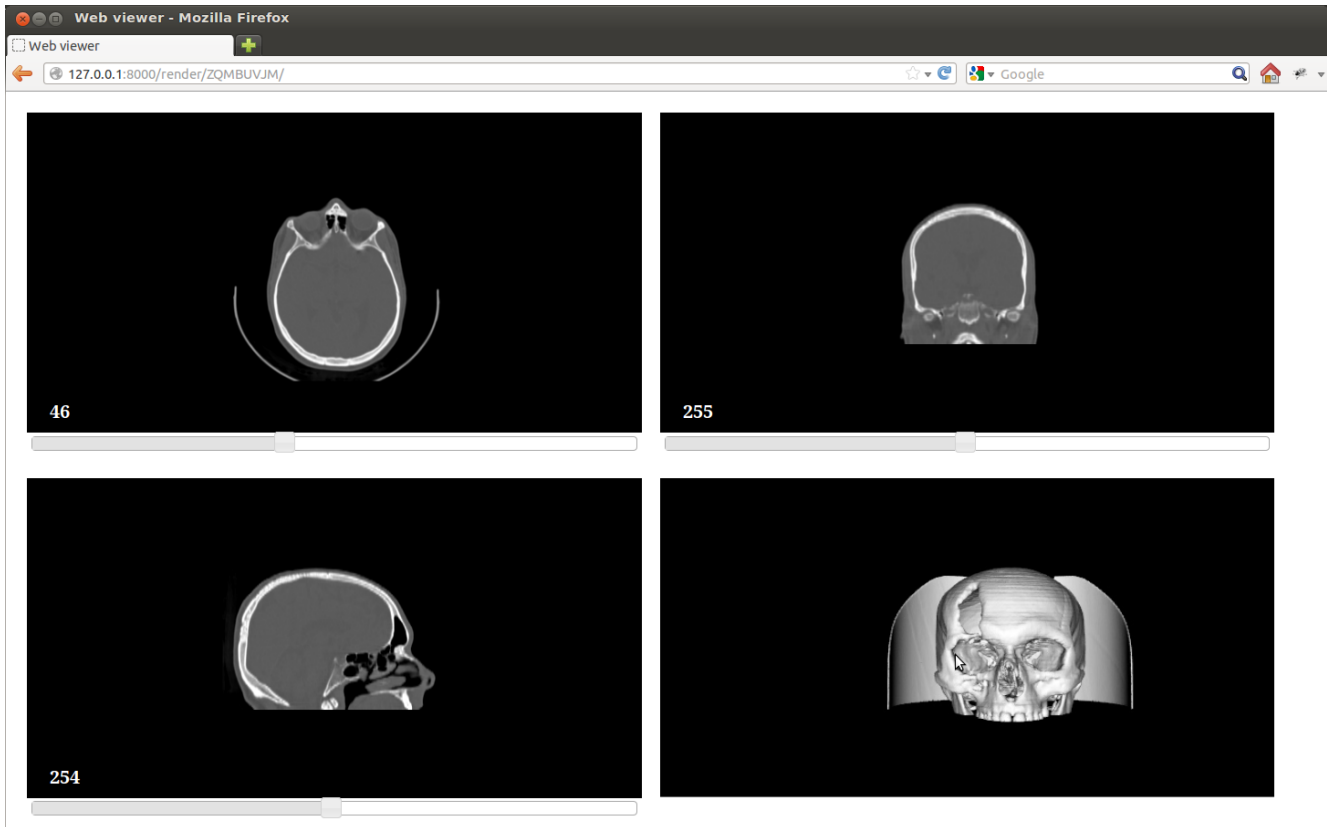 Web viewer - Mozilla Firefox
Web viewer
127.0.0.1:8000/render/ZQMBUVJM/
Google
46
255
254